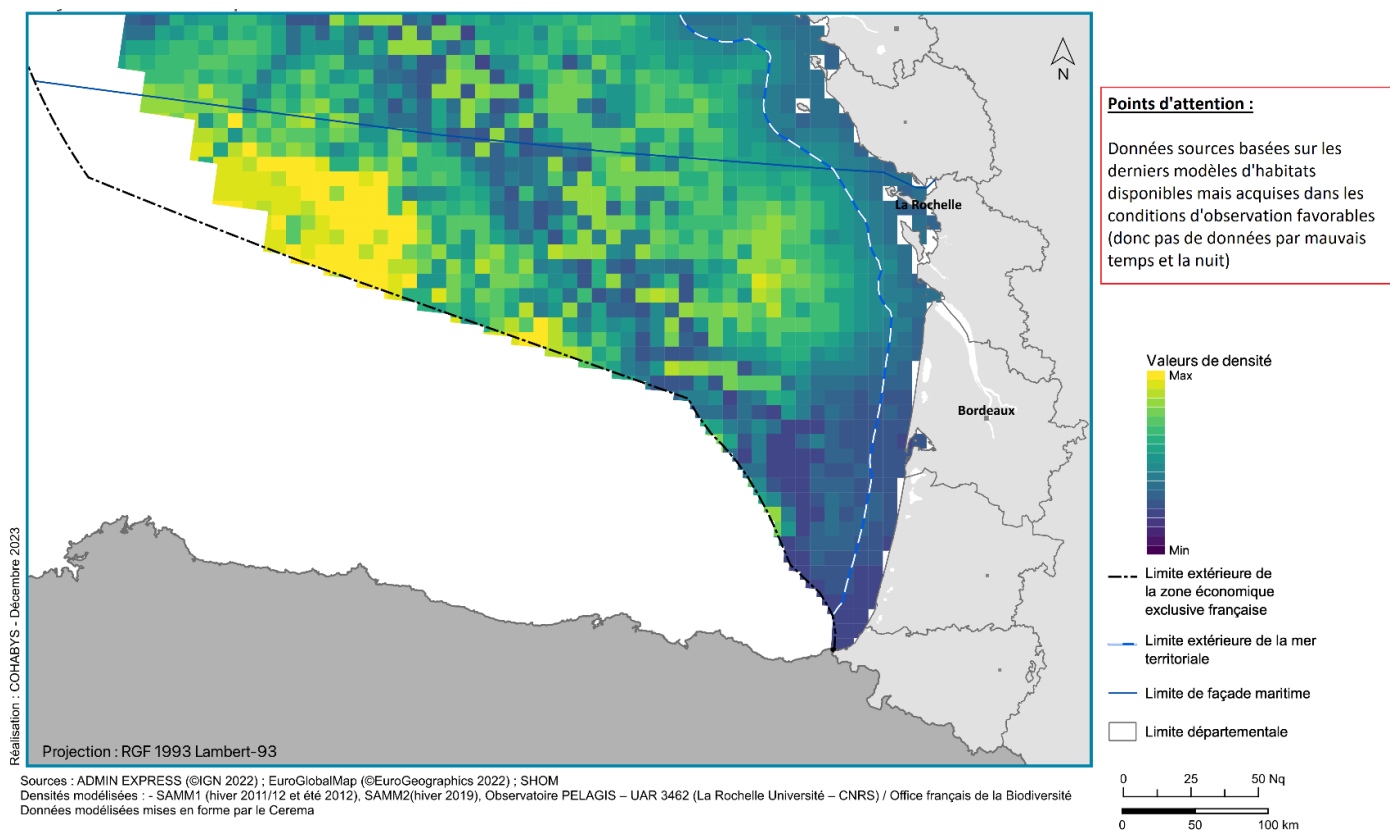 N
La Rochelle
Bordeaux
Projection : RGF 1993 Lambert-93
Réalisation : COHABYS - Décembre 2023
Points d'attention :
Données sources basées sur les
derniers modèles d'habitats
disponibles mais acquises dans les
conditions d'observation favorables
(donc pas de données par mauvais
temps et la nuit)
Valeurs de densité
Max
Min
Limite extérieure de
la zone économique
exclusive française
Limite extérieure de la mer
territoriale
Limite de façade maritime
Limite départementale
0 25 50 Nq
0 50 100 km
Sources : ADMIN EXPRESS (©IGN 2022) ; EuroGlobalMap (©EuroGeographics 2022) ; SHOM
Densités modélisées : - SAMM1 (hiver 2011/12 et été 2012), SAMM2(hiver 2019), Observatoire PELAGIS – UAR 3462 (La Rochelle Université – CNRS) / Office français de la Biodiversité
Données modélisées mises en forme par le Cerema